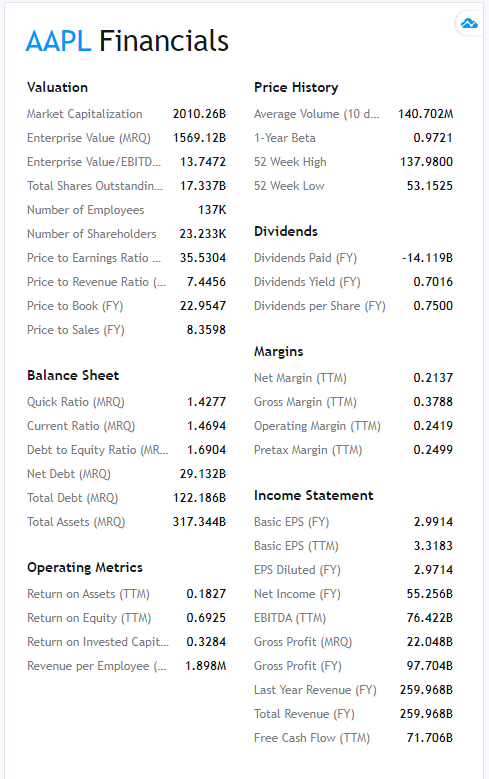 AAPL Financials
Valuation
Market Capitalization 2010.26B
Enterprise Value (MRQ) 1569.12B
Enterprise Value/EBITD... 13.7472
Total Shares Outstandin... 17.337B
Number of Employees 137K
Number of Shareholders 23.233K
Price to Earnings Ratio ... 35.5304
Price to Revenue Ratio (... 7.4456
Price to Book (FY) 22.9547
Price to Sales (FY) 8.3598
Balance Sheet
Quick Ratio (MRQ) 1.4277
Current Ratio (MRQ) 1.4694
Debt to Equity Ratio (MR... 1.6904
Net Debt (MRQ) 29.132B
Total Debt (MRQ) 122.186B
Total Assets (MRQ) 317.344B
Operating Metrics
Return on Assets (TTM) 0.1827
Return on Equity (TTM) 0.6925
Return on Invested Capit... 0.3284
Revenue per Employee (... 1.898M
Price History
Average Volume (10 d... 140.702M
1-Year Beta 0.9721
52 Week High 137.9800
52 Week Low 53.1525
Dividends
Dividends Paid (FY) -14.119B
Dividends Yield (FY) 0.7016
Dividends per Share (FY) 0.7500
Margins
Net Margin (TTM) 0.2137
Gross Margin (TTM) 0.3788
Operating Margin (TTM) 0.2419
Pretax Margin (TTM) 0.2499
Income Statement
Basic EPS (FY) 2.9914
Basic EPS (TTM) 3.3183
EPS Diluted (FY) 2.9714
Net Income (FY) 55.256B
EBITDA (TTM) 76.422B
Gross Profit (MRQ) 22.048B
Gross Profit (FY) 97.704B
Last Year Revenue (FY) 259.968B
Total Revenue (FY) 259.968B
Free Cash Flow (TTM) 71.706B